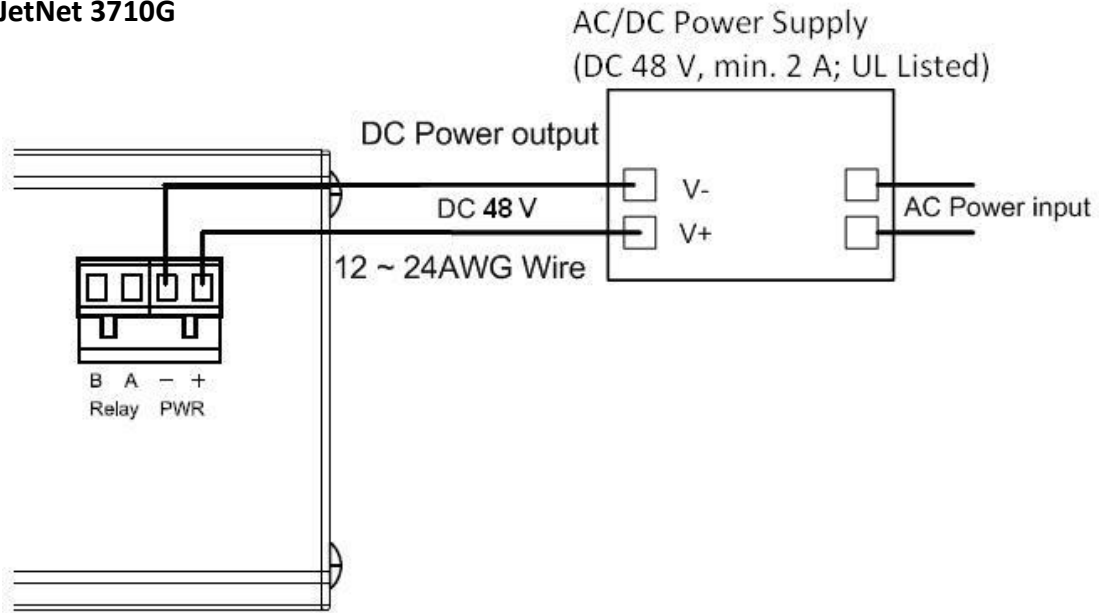 JetNet 3710G
AC/DC Power Supply
(DC 48 V, min. 2 A; UL Listed)
DC Power output
V-
DC 48 V
AC Power input
V+
12 ~ 24AWG Wire
B A – +
Relay PWR